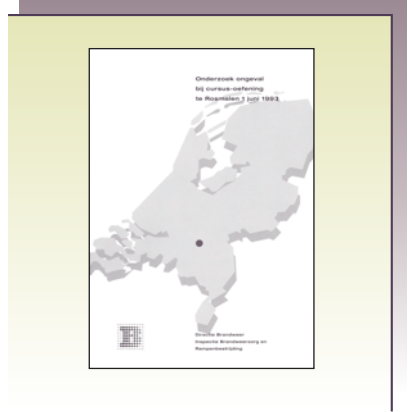 Onderzoek ongeval
bij cursus-oefening
te Rosmalen 1 juni 1993
Directie Brandweer
Inspectie Brandweerzorg en
Rampenbestrijding